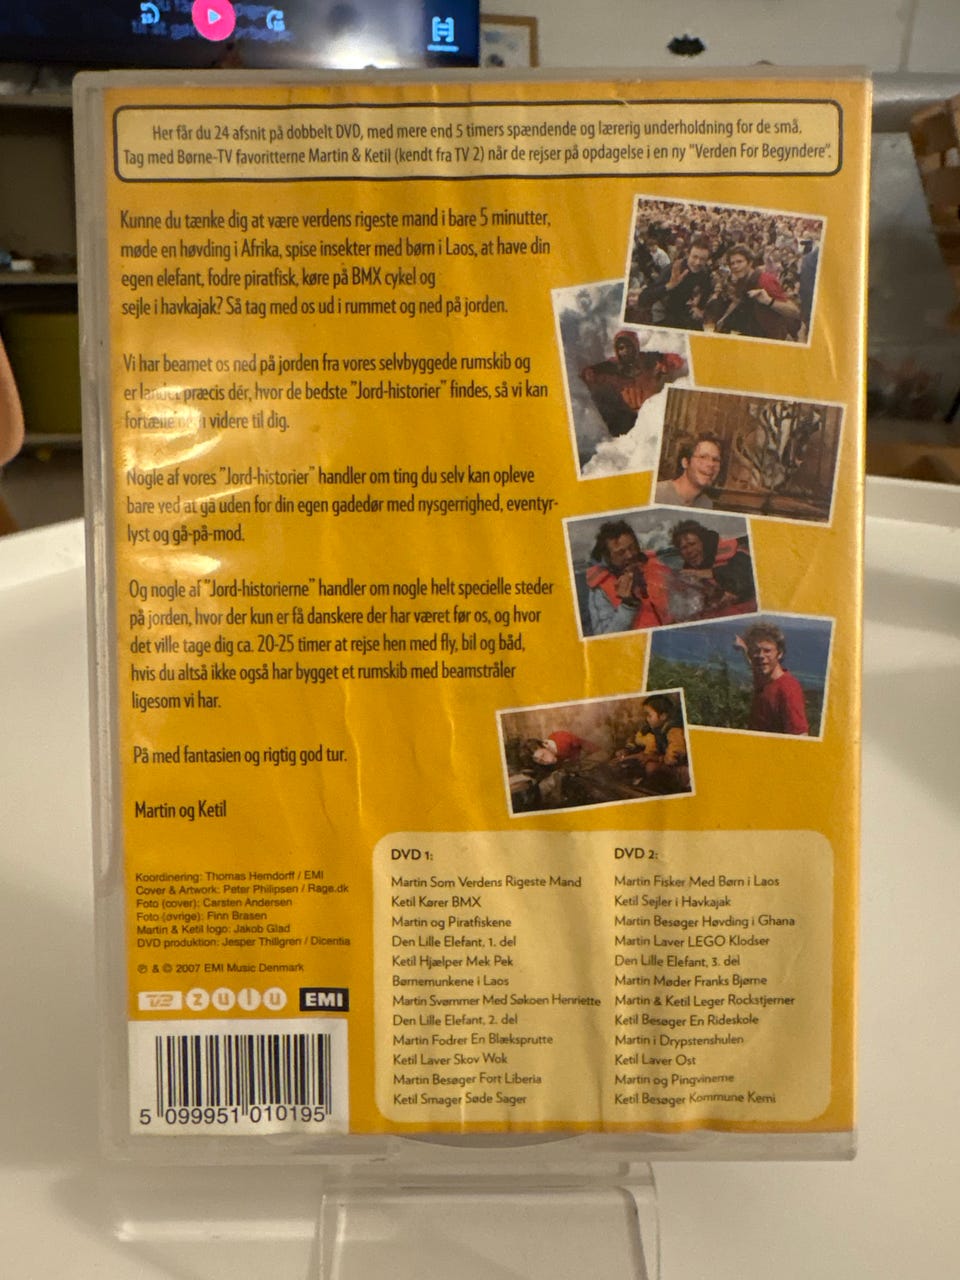 Her får du 24 afsnit på dobbelt DVD, med mere end 5 timers spændende og lærerig underholdning for de små.
Tag med Børne-TV favoritterne Martin & Ketil (kendt fra TV 2) når de rejser på opdagelse i en ny "Verden For Begyndere".
Kunne du tænke dig at være verdens rigeste mand i bare 5 minutter,
møde en høvding i Afrika, spise insekter med børn i Laos, at have din
egen elefant, fodre piratfisk, køre på BMX cykel og
sejle i havkajak? Så tag med os ud i rummet og ned på jorden.
Vi har beamet os ned på jorden fra vores selvbyggede rumskib og
er landet præcis dér, hvor de bedste "Jord-historier" findes, så vi kan
fortælle videre til dig.
Nogle af vores "Jord-historier" handler om ting du selv kan opleve
bare ved at gå uden for din egen gadedør med nysgerrighed, eventyr-
lyst og gå-på-mod.
Og nogle af "Jord-historierne" handler om nogle helt specielle steder
på jorden, hvor der kun er få danskere der har været før os, og hvor
det ville tage dig ca. 20-25 timer at rejse hen med fly, bil og båd,
hvis du altså ikke også har bygget et rumskib med beamstråler
ligesom vi har.
På med fantasien og rigtig god tur.
Martin og Ketil
Koordinering: Thomas Herndorff / EMI
Cover & Artwork: Peter Philipsen / Rage.dk
Foto (cover): Carsten Andersen
Foto (øvrige): Finn Brasen
Martin & Ketil logo: Jakob Glad
DVD produktion: Jesper Thillgren / Dicentia
℗ & © 2007 EMI Music Denmark
TV2 ZULU EMI
5 099951 010195
DVD 1:
Martin Som Verdens Rigeste Mand
Ketil Kører BMX
Martin og Piratfiskene
Den Lille Elefant, 1. del
Ketil Hjælper Mek Pek
Børnemunkene i Laos
Martin Svømmer Med Søkoen Henriette
Den Lille Elefant, 2. del
Martin Fodrer En Blæksprutte
Ketil Laver Skov Wok
Martin Besøger Fort Liberia
Ketil Smager Søde Sager
DVD 2:
Martin Fisker Med Børn i Laos
Ketil Sejler i Havkajak
Martin Besøger Høvding i Ghana
Martin Laver LEGO Klodser
Den Lille Elefant, 3. del
Martin Møder Franks Bjørne
Martin & Ketil Leger Rockstjerner
Ketil Besøger En Rideskole
Martin i Drypstenshulen
Ketil Laver Ost
Martin og Pingvinerne
Ketil Besøger Kommune Kemi